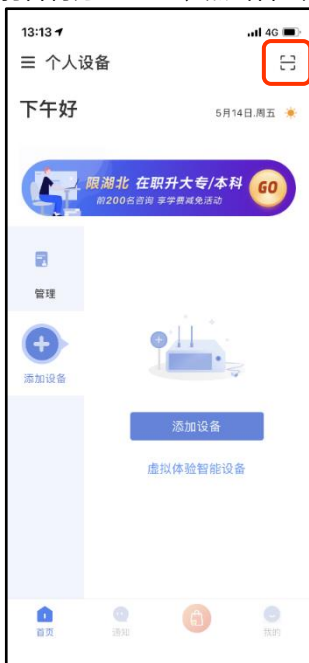 13:13
4G
个人设备
下午好
5月14日.周五
限湖北 在职升大专/本科
前200名咨询 享学费减免活动
GO
管理
添加设备
添加设备
虚拟体验智能设备
首页
通知
我的